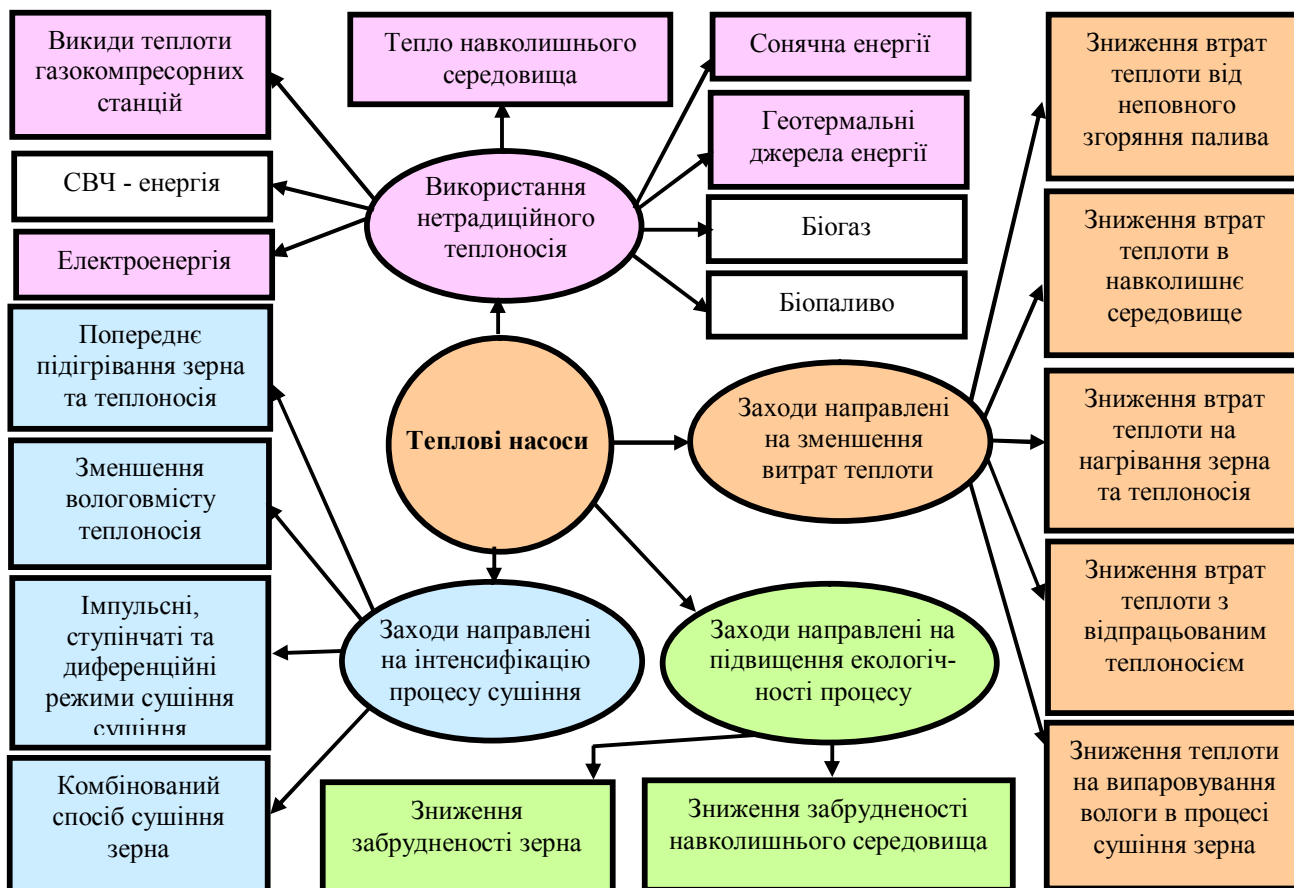 Викиди теплоти
газокомпресорних
станцій
Тепло навколишнього
середовища
Сонячна енергії
Зниження втрат
теплоти від
неповного
згоряння палива
Геотермальні
джерела енергії
СВЧ - енергія
Використання
нетрадиційного
теплоносія
Біогаз
Електроенергія
Біопаливо
Зниження втрат
теплоти в
навколишнє
середовище
Попереднє
підігрівання зерна
та теплоносія
Теплові насоси
Заходи направлені
на зменшення
витрат теплоти
Зниження втрат
теплоти на
нагрівання зерна
та теплоносія
Зменшення
вологовмісту
теплоносія
Імпульсні,
ступінчаті та
диференційні
режими сушіння
сушіння
Заходи направлені
на інтенсифікацію
процесу сушіння
Заходи направлені на
підвищення екологіч-
ності процесу
Зниження втрат
теплоти з
відпрацьованим
теплоносієм
Комбінований
спосіб сушіння
зерна
Зниження
забрудненості зерна
Зниження забрудненості
навколишнього середовища
Зниження теплоти
на випаровування
вологи в процесі
сушіння зерна